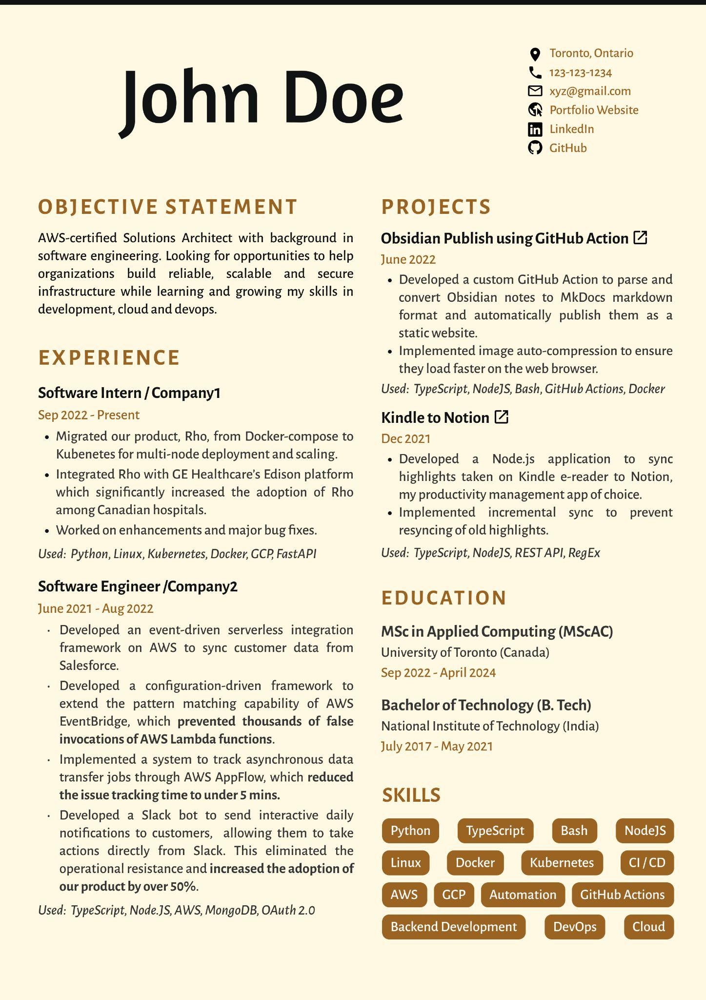 John Doe
Toronto, Ontario
123-123-1234
xyz@gmail.com
Portfolio Website
LinkedIn
GitHub
OBJECTIVE STATEMENT
AWS-certified Solutions Architect with background in
software engineering. Looking for opportunities to help
organizations build reliable, scalable and secure
infrastructure while learning and growing my skills in
development, cloud and devops.
EXPERIENCE
Software Intern / Company1
Sep 2022 - Present
• Migrated our product, Rho, from Docker-compose to
Kubenetes for multi-node deployment and scaling.
• Integrated Rho with GE Healthcare’s Edison platform
which significantly increased the adoption of Rho
among Canadian hospitals.
• Worked on enhancements and major bug fixes.
Used: Python, Linux, Kubernetes, Docker, GCP, FastAPI
Software Engineer /Company2
June 2021 - Aug 2022
· Developed an event-driven serverless integration
framework on AWS to sync customer data from
Salesforce.
· Developed a configuration-driven framework to
extend the pattern matching capability of AWS
EventBridge, which prevented thousands of false
invocations of AWS Lambda functions.
· Implemented a system to track asynchronous data
transfer jobs through AWS AppFlow, which reduced
the issue tracking time to under 5 mins.
· Developed a Slack bot to send interactive daily
notifications to customers, allowing them to take
actions directly from Slack. This eliminated the
operational resistance and increased the adoption of
our product by over 50%.
Used: TypeScript, Node.JS, AWS, MongoDB, OAuth 2.0
PROJECTS
Obsidian Publish using GitHub Action
June 2022
• Developed a custom GitHub Action to parse and
convert Obsidian notes to MkDocs markdown
format and automatically publish them as a
static website.
• Implemented image auto-compression to ensure
they load faster on the web browser.
Used: TypeScript, NodeJS, Bash, GitHub Actions, Docker
Kindle to Notion
Dec 2021
• Developed a Node.js application to sync
highlights taken on Kindle e-reader to Notion,
my productivity management app of choice.
• Implemented incremental sync to prevent
resyncing of old highlights.
Used: TypeScript, NodeJS, REST API, RegEx
EDUCATION
MSc in Applied Computing (MScAC)
University of Toronto (Canada)
Sep 2022 - April 2024
Bachelor of Technology (B. Tech)
National Institute of Technology (India)
July 2017 - May 2021
SKILLS
Python TypeScript Bash NodeJS
Linux Docker Kubernetes CI / CD
AWS GCP Automation GitHub Actions
Backend Development DevOps Cloud